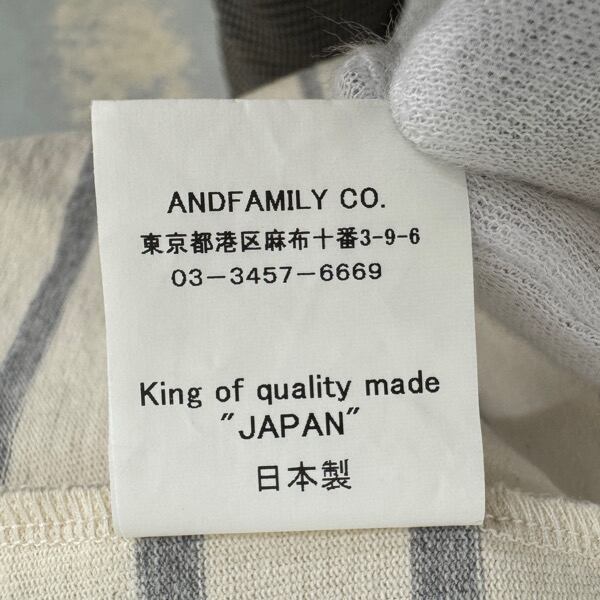 ANDFAMILY CO.
東京都港区麻布十番3-9-6
03-3457-6669
King of quality made
"JAPAN"
日本製